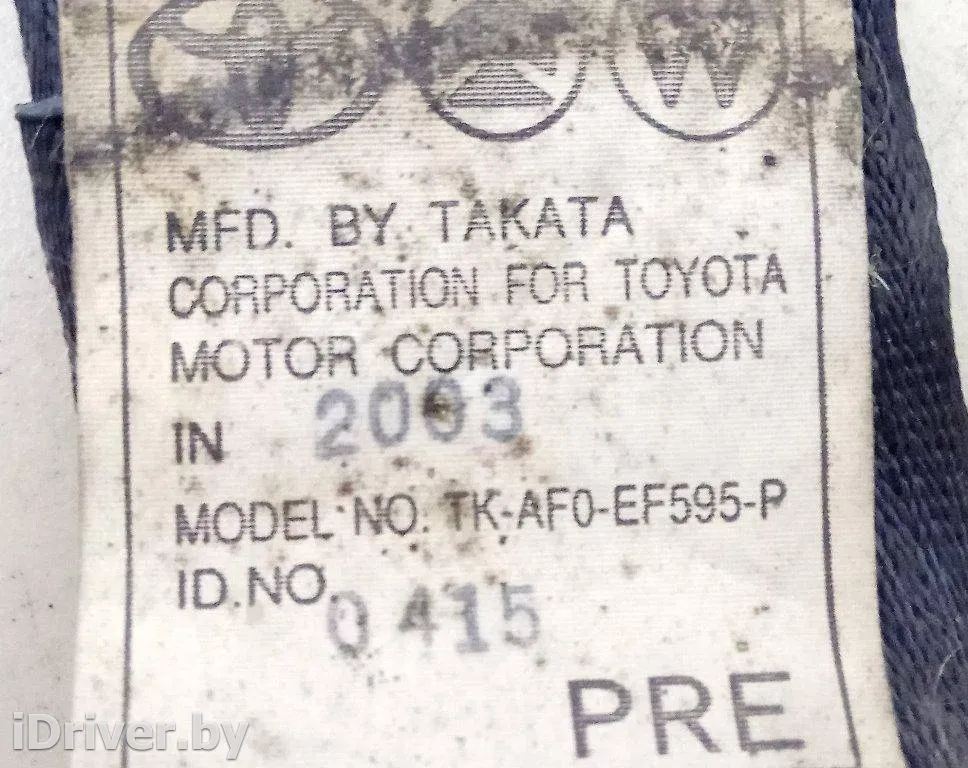 MFD. BY TAKATA
CORPORATION FOR TOYOTA
MOTOR CORPORATION
IN 2003
MODEL NO. TK-AF0-EF595-P
ID.NO. 0415
PRE
iDriver.by